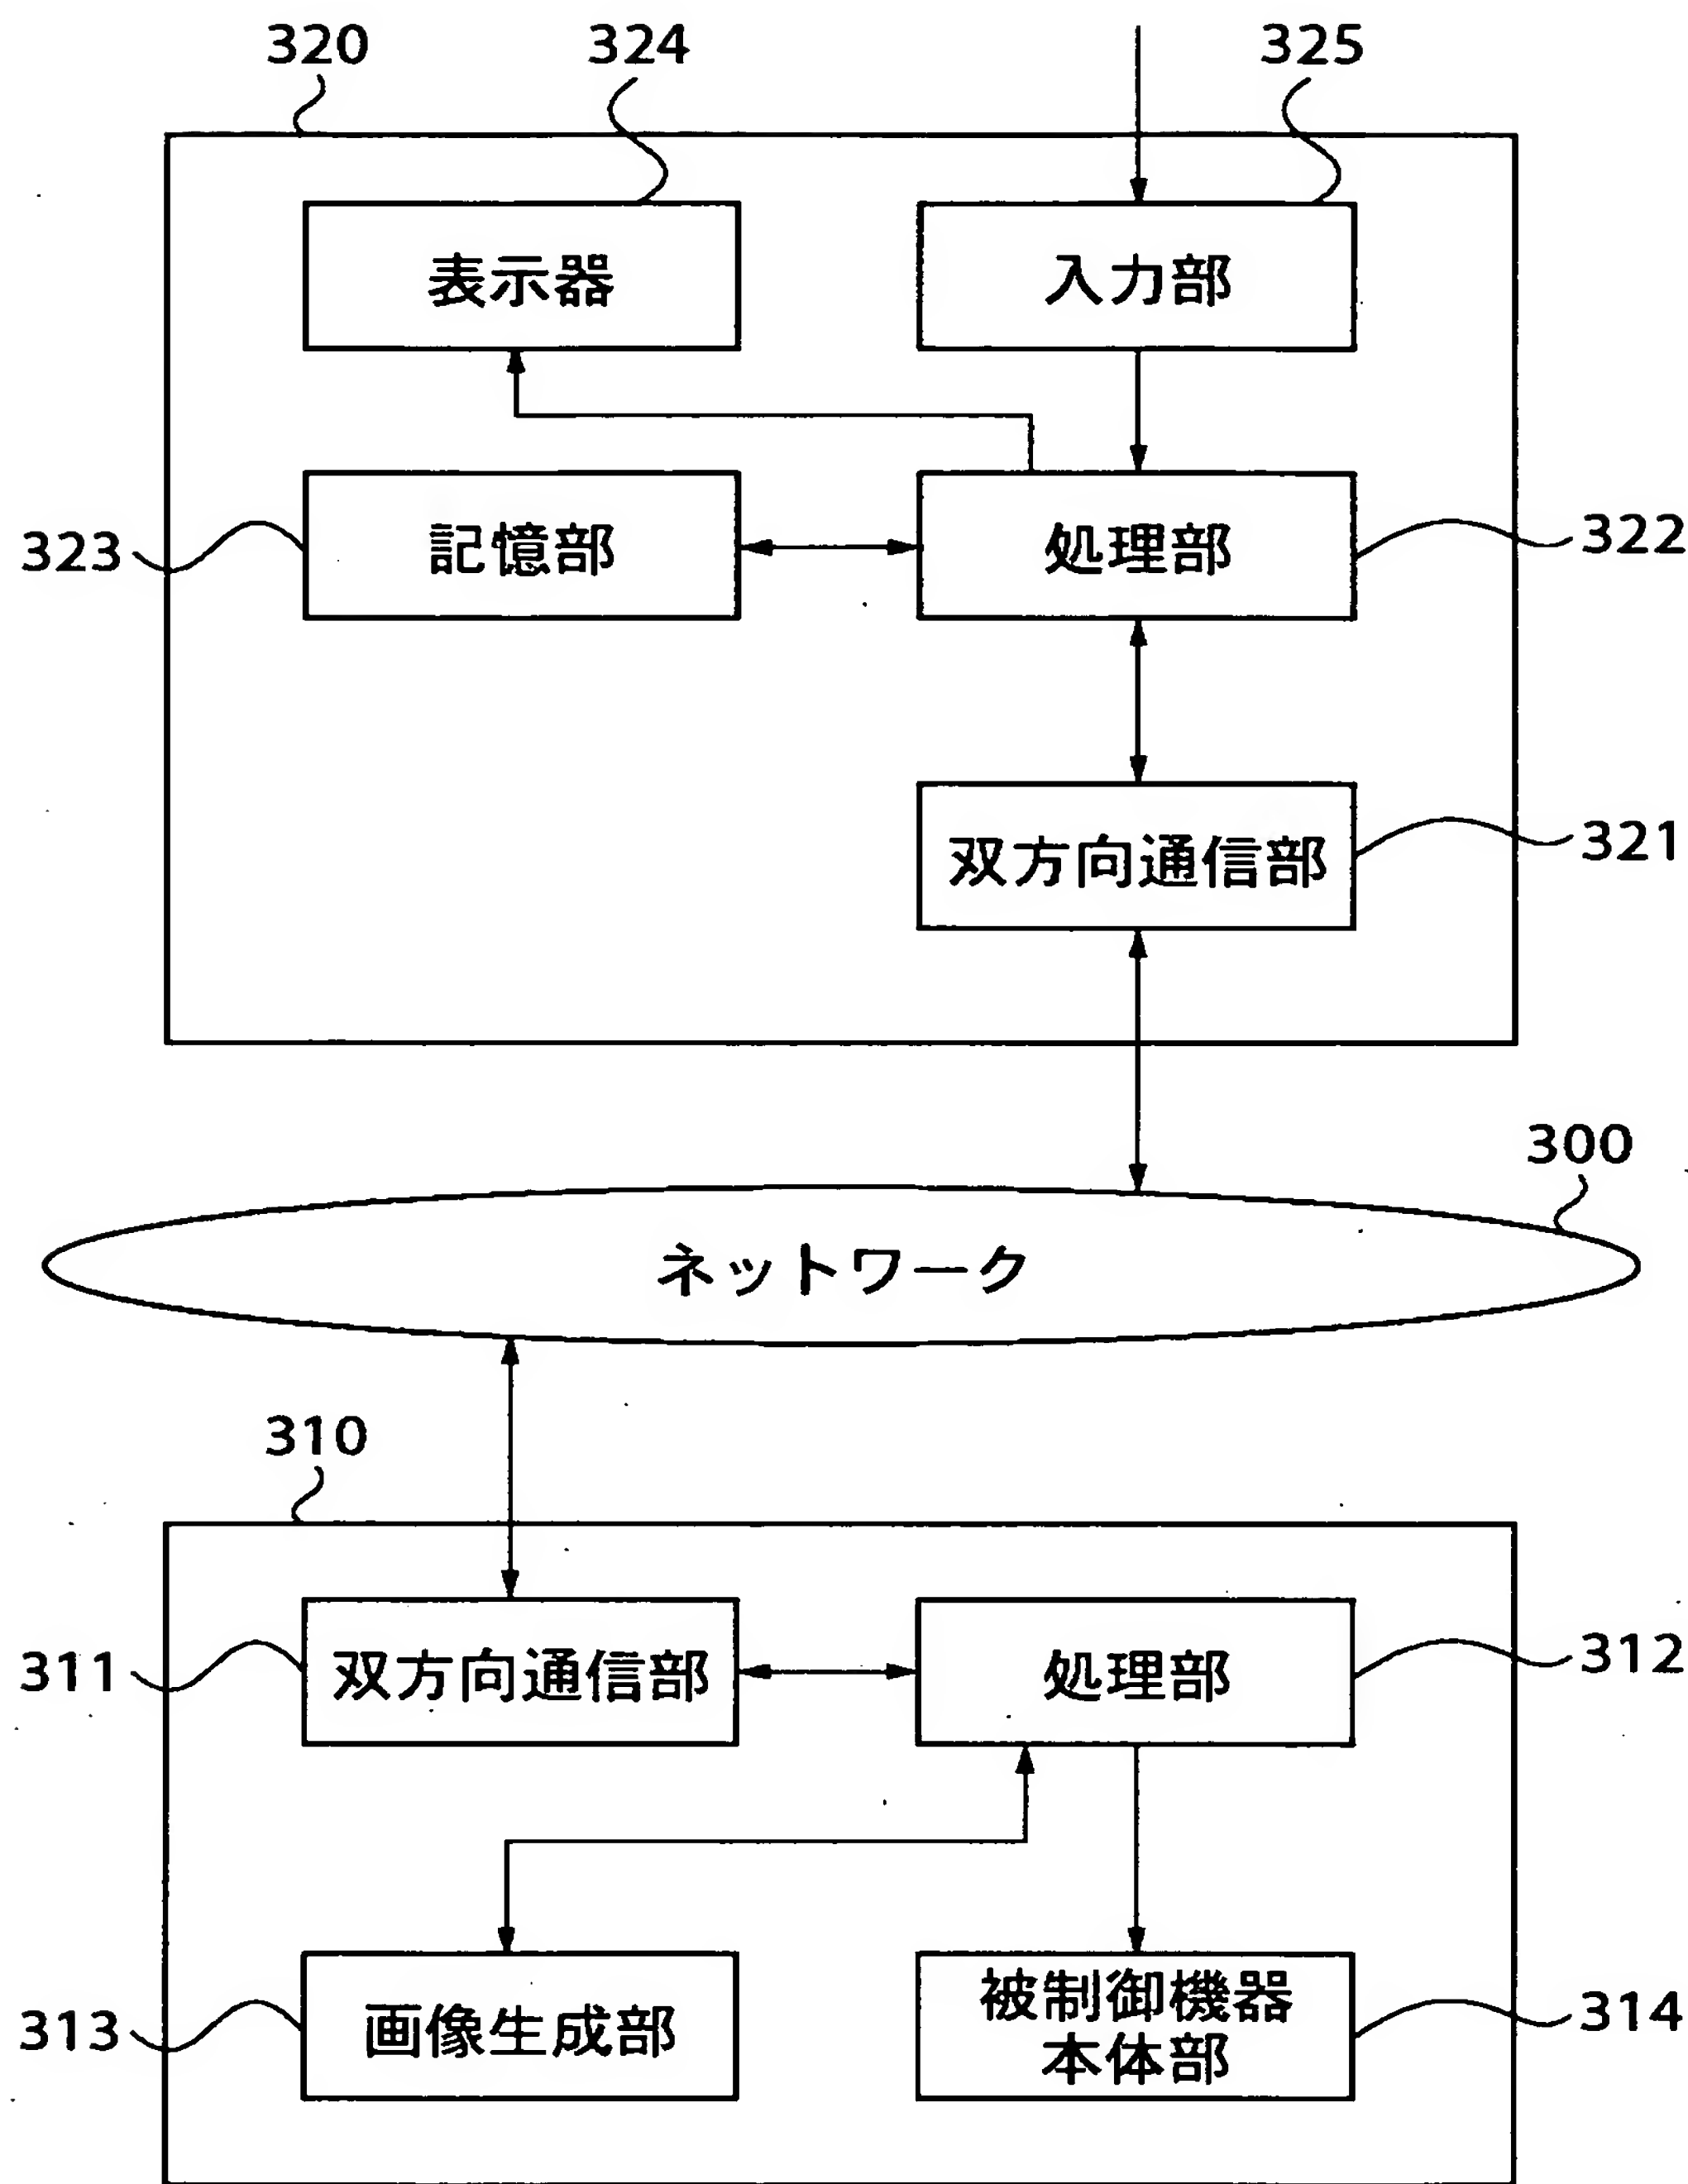 320
324
325
表示器
入力部
323
記憶部
処理部
322
双方向通信部
321
300
ネットワーク
310
311
双方向通信部
処理部
312
313
画像生成部
被制御機器
本体部
314